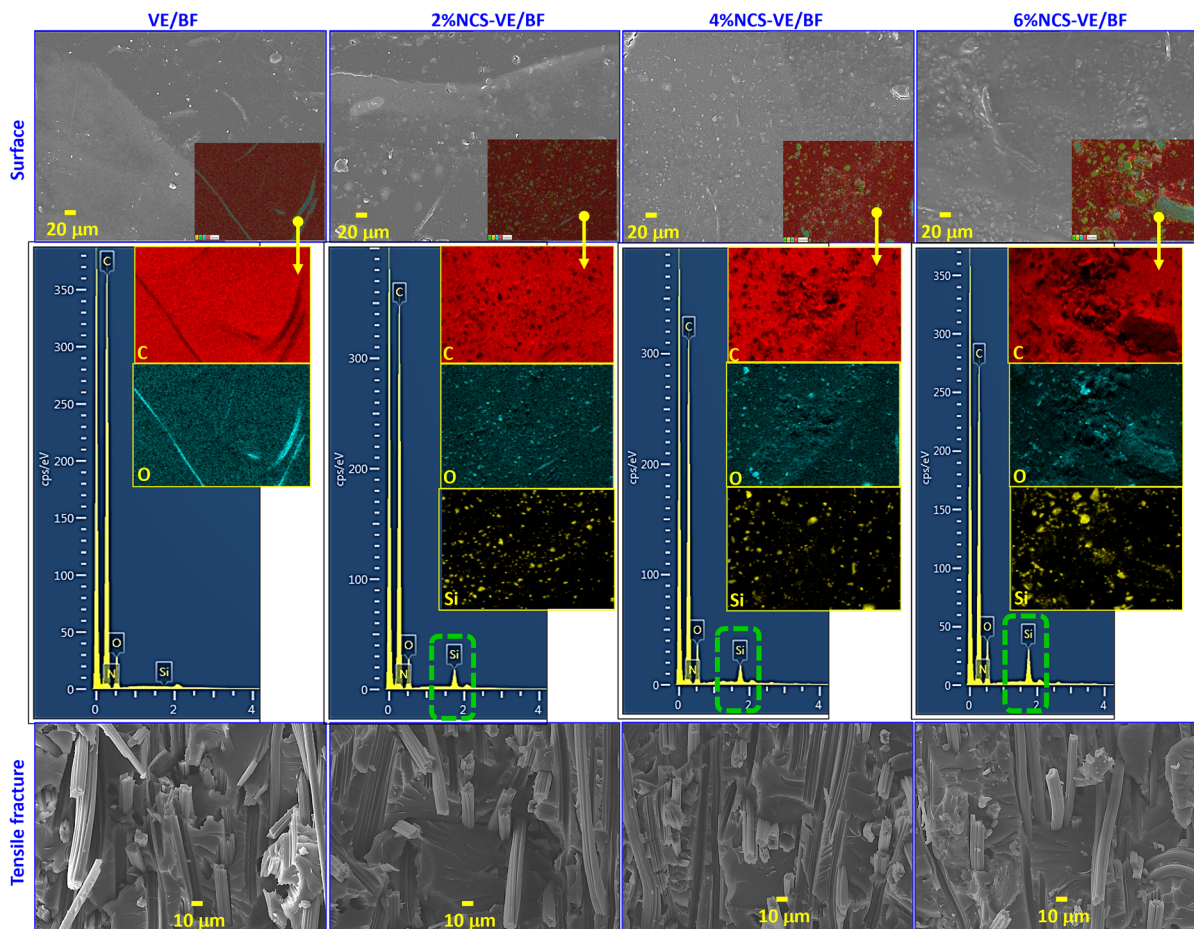 VE/BF
2%NCS-VE/BF
4%NCS-VE/BF
6%NCS-VE/BF
Surface
20 µm
20 µm
20 µm
20 µm
cps/eV
350
300
250
200
150
100
50
0
0
2
4
C
O
N
Si
C
O
cps/eV
300
200
100
0
0
2
4
C
O
N
Si
C
O
Si
cps/eV
300
200
100
0
0
2
4
C
O
N
Si
C
O
Si
cps/eV
350
300
250
200
150
100
50
0
0
2
4
C
O
N
Si
C
O
Si
Tensile fracture
10 µm
10 µm
10 µm
10 µm